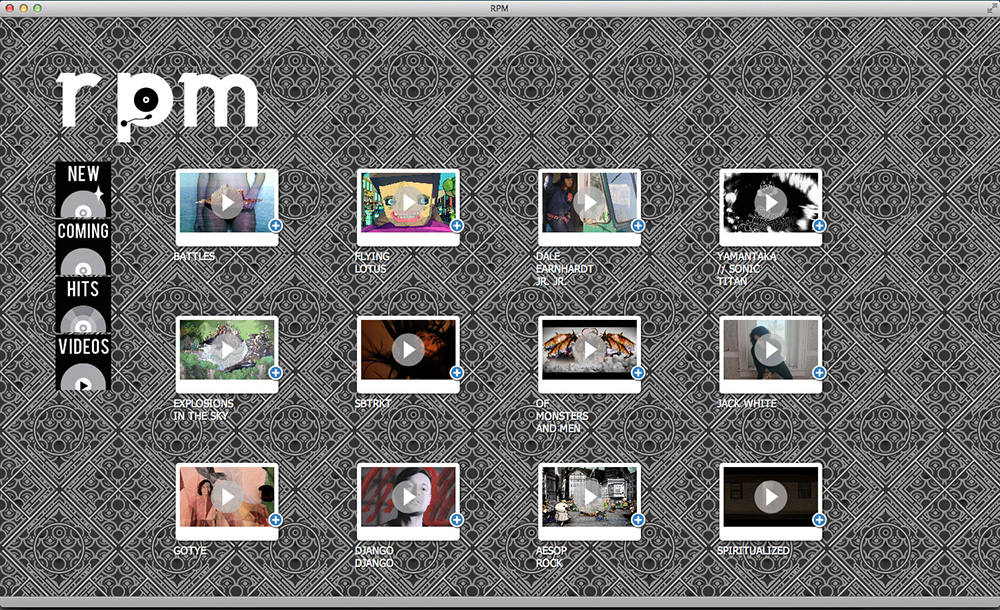 RPM
rpm
NEW
COMING
HITS
VIDEOS
BATTLES
FLYING
LOTUS
DALE
EARNHARDT
JR. JR.
YAMANTAKA
// SONIC
TITAN
EXPLOSIONS
IN THE SKY
SBTRKT
OF
MONSTERS
AND MEN
JACK WHITE
GOTYE
DJANGO
DJANGO
AESOP
ROCK
SPIRITUALIZED